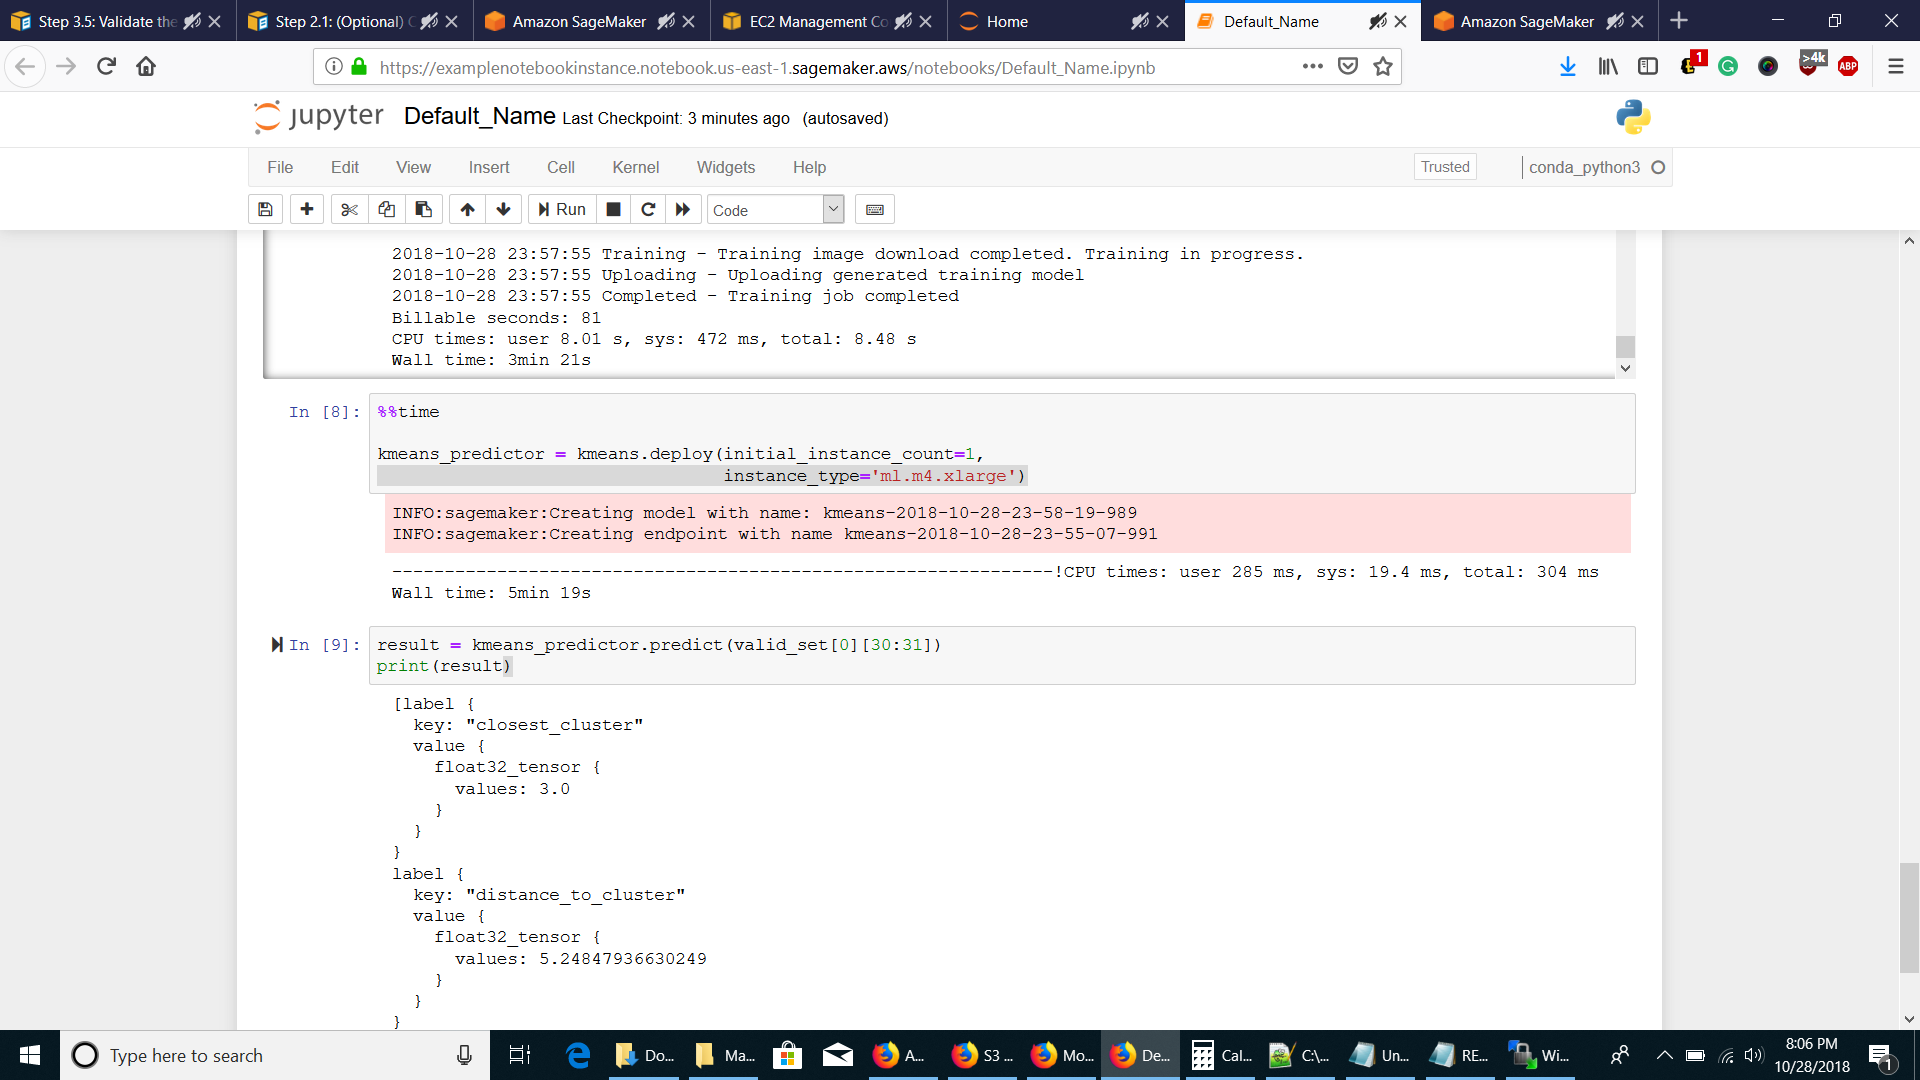 Step 3.5: Validate the
Step 2.1: (Optional) C
Amazon SageMaker
EC2 Management Co
Home
Default_Name
Amazon SageMaker
https://examplenotebookinstance.notebook.us-east-1.sagemaker.aws/notebooks/Default_Name.ipynb
1
>4k
ABP
jupyter Default_Name Last Checkpoint: 3 minutes ago (autosaved)
File Edit View Insert Cell Kernel Widgets Help
Trusted
conda_python3
Run
Code
2018-10-28 23:57:55 Training - Training image download completed. Training in progress.
2018-10-28 23:57:55 Uploading - Uploading generated training model
2018-10-28 23:57:55 Completed - Training job completed
Billable seconds: 81
CPU times: user 8.01 s, sys: 472 ms, total: 8.48 s
Wall time: 3min 21s
In [8]: %%time
kmeans_predictor = kmeans.deploy(initial_instance_count=1,
instance_type='ml.m4.xlarge')
INFO:sagemaker:Creating model with name: kmeans-2018-10-28-23-58-19-989
INFO:sagemaker:Creating endpoint with name kmeans-2018-10-28-23-55-07-991
---------------------------------------------------------------!CPU times: user 285 ms, sys: 19.4 ms, total: 304 ms
Wall time: 5min 19s
In [9]: result = kmeans_predictor.predict(valid_set[0][30:31])
print(result)
[label {
key: "closest_cluster"
value {
float32_tensor {
values: 3.0
}
}
}
label {
key: "distance_to_cluster"
value {
float32_tensor {
values: 5.24847936630249
}
}
}
Type here to search
Do...
Ma...
A...
S3 ...
Mo...
De...
Cal...
C:\...
Un...
RE...
Wi...
8:06 PM
10/28/2018
1